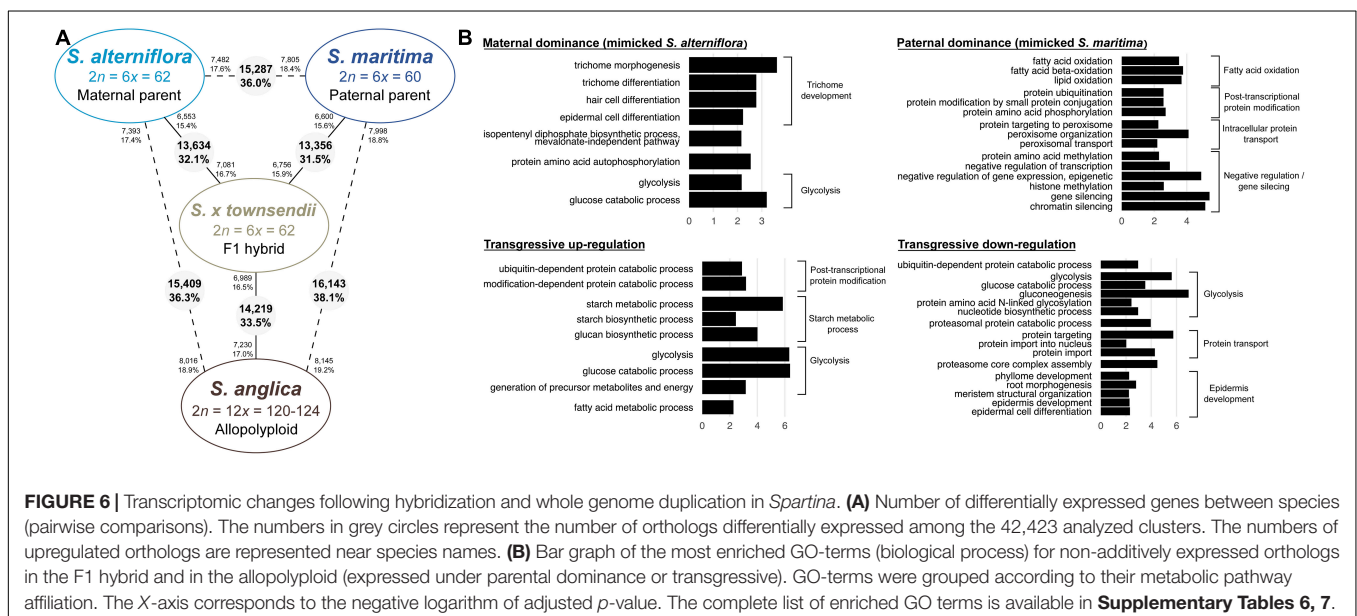 A
S. alterniflora
2n = 6x = 62
Maternal parent
7,482
17.6%
15,287
36.0%
7,805
18.4%
S. maritima
2n = 6x = 60
Paternal parent
7,393
17.4%
6,553
15.4%
13,634
32.1%
7,081
16.7%
6,600
15.6%
13,356
31.5%
6,756
15.9%
7,998
18.8%
S. x townsendii
2n = 6x = 62
F1 hybrid
15,409
36.3%
6,989
16.5%
14,219
33.5%
7,230
17.0%
16,143
38.1%
8,016
18.9%
8,145
19.2%
S. anglica
2n = 12x = 120-124
Allopolyploid
B
Maternal dominance (mimicked S. alterniflora)
trichome morphogenesis
trichome differentiation
hair cell differentiation
epidermal cell differentiation
isopentenyl diphosphate biosynthetic process,
mevalonate-independent pathway
protein amino acid autophosphorylation
glycolysis
glucose catabolic process
Trichome
development
Glycolysis
0 1 2 3
Paternal dominance (mimicked S. maritima)
fatty acid oxidation
fatty acid beta-oxidation
lipid oxidation
protein ubiquitination
protein modification by small protein conjugation
protein amino acid phosphorylation
protein targeting to peroxisome
peroxisome organization
peroxisomal transport
protein amino acid methylation
negative regulation of transcription
negative regulation of gene expression, epigenetic
histone methylation
gene silencing
chromatin silencing
Fatty acid oxidation
Post-transcriptional
protein modification
Intracellular protein
transport
Negative regulation /
gene silecing
0 2 4
Transgressive up-regulation
ubiquitin-dependent protein catabolic process
modification-dependent protein catabolic process
starch metabolic process
starch biosynthetic process
glucan biosynthetic process
glycolysis
glucose catabolic process
generation of precursor metabolites and energy
fatty acid metabolic process
Post-transcriptional
protein modification
Starch metabolic
process
Glycolysis
0 2 4 6
Transgressive down-regulation
ubiquitin-dependent protein catabolic process
glycolysis
glucose catabolic process
gluconeogenesis
protein amino acid N-linked glycosylation
nucleotide biosynthetic process
proteasomal protein catabolic process
protein targeting
protein import into nucleus
protein import
proteasome core complex assembly
phyllome development
root morphogenesis
meristem structural organization
epidermis development
epidermal cell differentiation
Glycolysis
Protein transport
Epidermis
development
0 2 4 6
FIGURE 6 | Transcriptomic changes following hybridization and whole genome duplication in Spartina. (A) Number of differentially expressed genes between species
(pairwise comparisons). The numbers in grey circles represent the number of orthologs differentially expressed among the 42,423 analyzed clusters. The numbers of
upregulated orthologs are represented near species names. (B) Bar graph of the most enriched GO-terms (biological process) for non-additively expressed orthologs
in the F1 hybrid and in the allopolyploid (expressed under parental dominance or transgressive). GO-terms were grouped according to their metabolic pathway
affiliation. The X-axis corresponds to the negative logarithm of adjusted p-value. The complete list of enriched GO terms is available in Supplementary Tables 6, 7.